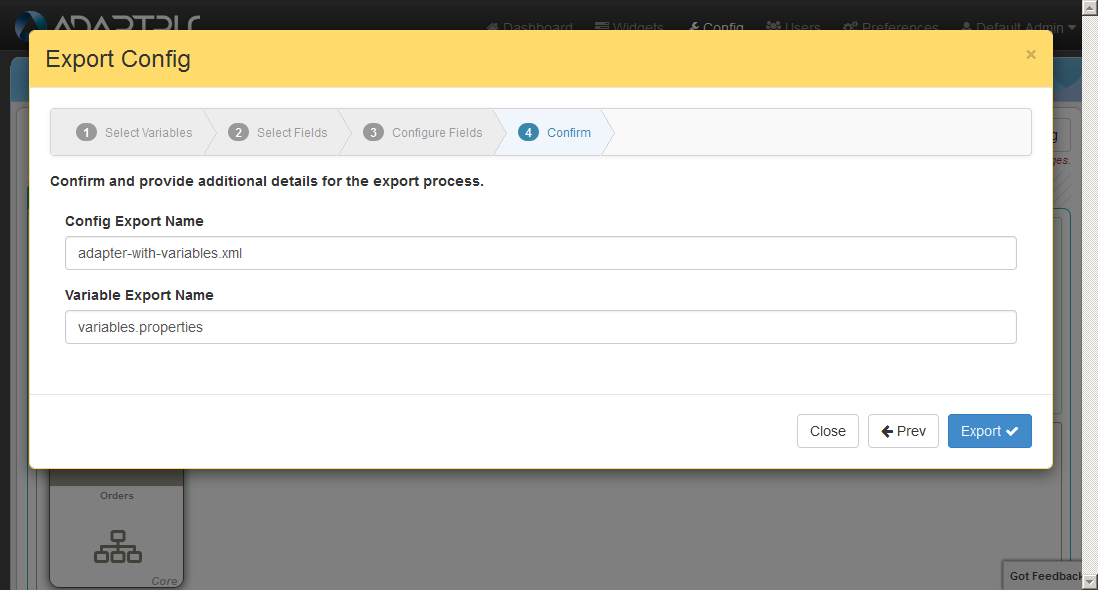 Dashboard Widgets Config Users Preferences Default Admin
Export Config ×
1 Select Variables 2 Select Fields 3 Configure Fields 4 Confirm
Confirm and provide additional details for the export process.
Config Export Name
adapter-with-variables.xml
Variable Export Name
variables.properties
Close Prev Export
Orders
Core
Got Feedback